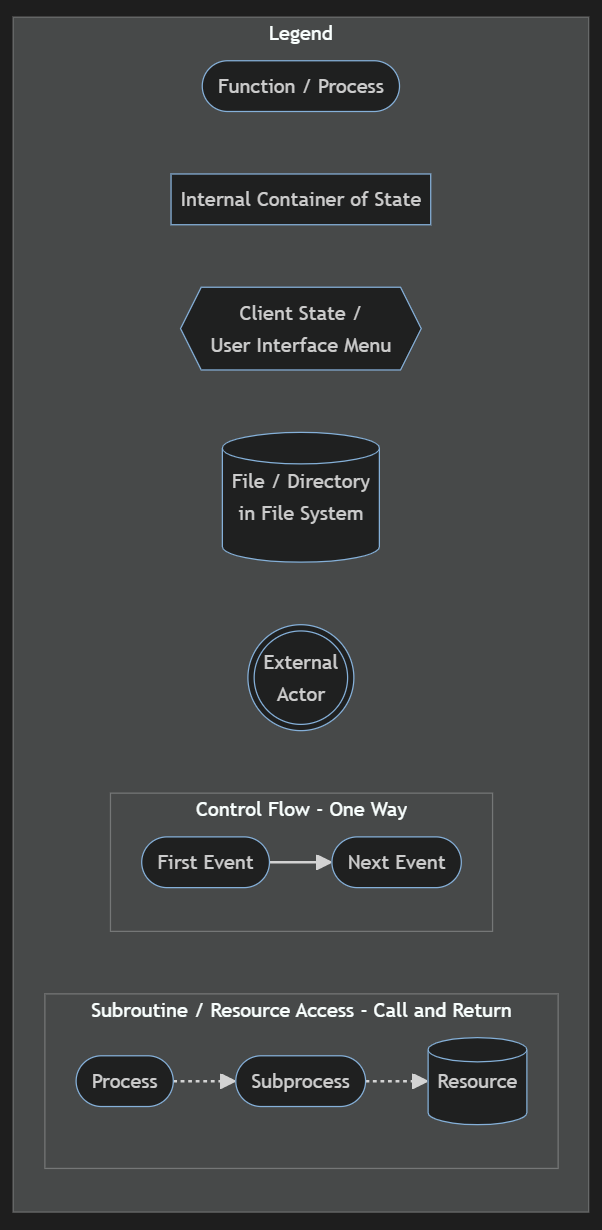 Legend
Function / Process
Internal Container of State
Client State /
User Interface Menu
File / Directory
in File System
External
Actor
Control Flow - One Way
First Event
Next Event
Subroutine / Resource Access - Call and Return
Process
Subprocess
Resource